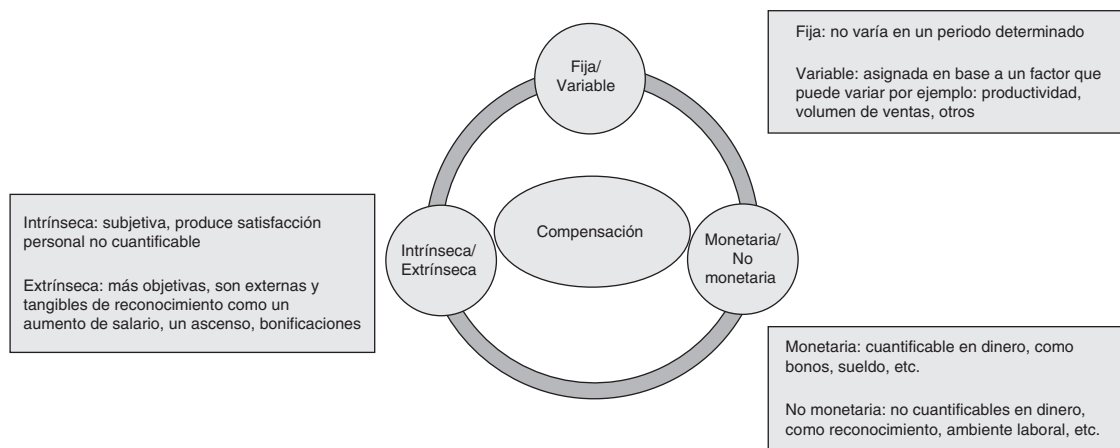 Fija/
Variable
Fija: no varía en un periodo determinado
Variable: asignada en base a un factor que
puede variar por ejemplo: productividad,
volumen de ventas, otros
Intrínseca: subjetiva, produce satisfacción
personal no cuantificable
Extrínseca: más objetivas, son externas y
tangibles de reconocimiento como un
aumento de salario, un ascenso, bonificaciones
Intrínseca/
Extrínseca
Compensación
Monetaria/
No
monetaria
Monetaria: cuantificable en dinero, como
bonos, sueldo, etc.
No monetaria: no cuantificables en dinero,
como reconocimiento, ambiente laboral, etc.